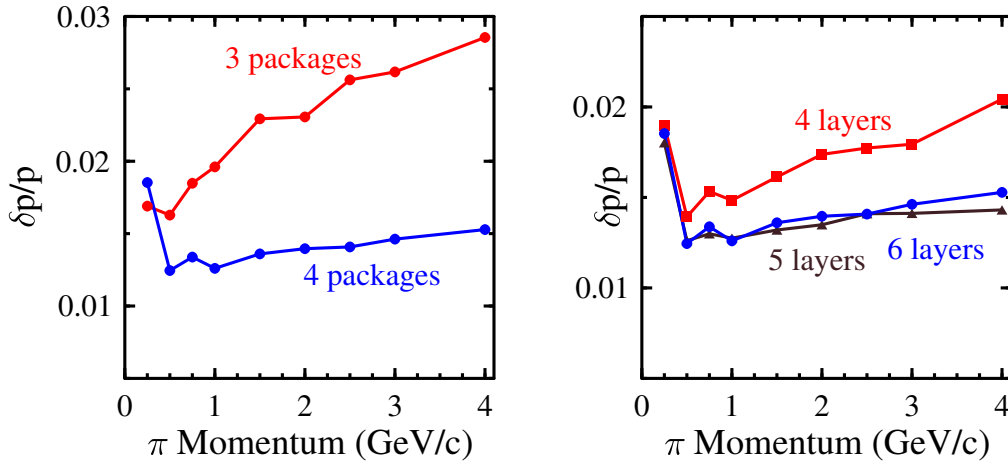 0.03
0.02
0.01
δp/p
3 packages
4 packages
0 1 2 3 4
π Momentum (GeV/c)
0.02
0.01
δp/p
4 layers
5 layers
6 layers
0 1 2 3 4
π Momentum (GeV/c)